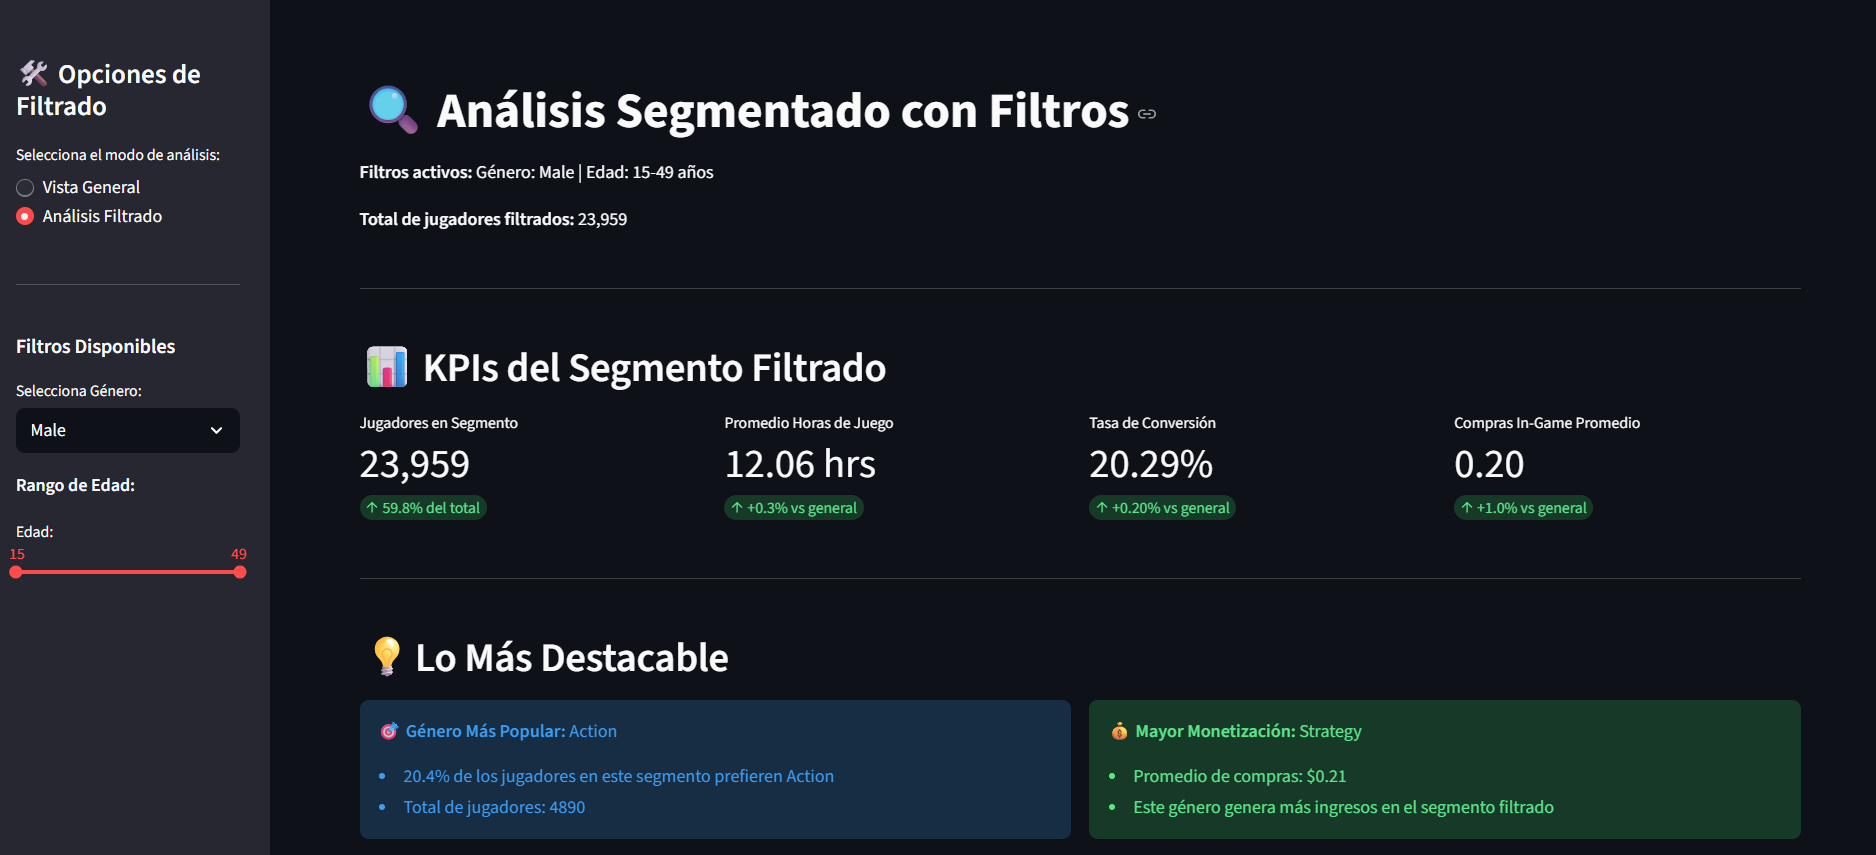 Opciones de
Filtrado
Selecciona el modo de análisis:
Vista General
Análisis Filtrado
Filtros Disponibles
Selecciona Género:
Male
Rango de Edad:
Edad:
15 49
Análisis Segmentado con Filtros
Filtros activos: Género: Male | Edad: 15-49 años
Total de jugadores filtrados: 23,959
KPIs del Segmento Filtrado
Jugadores en Segmento
23,959
↑ 59.8% del total
Promedio Horas de Juego
12.06 hrs
↑ +0.3% vs general
Tasa de Conversión
20.29%
↑ +0.20% vs general
Compras In-Game Promedio
0.20
↑ +1.0% vs general
Lo Más Destacable
Género Más Popular: Action
• 20.4% de los jugadores en este segmento prefieren Action
• Total de jugadores: 4890
Mayor Monetización: Strategy
• Promedio de compras: $0.21
• Este género genera más ingresos en el segmento filtrado